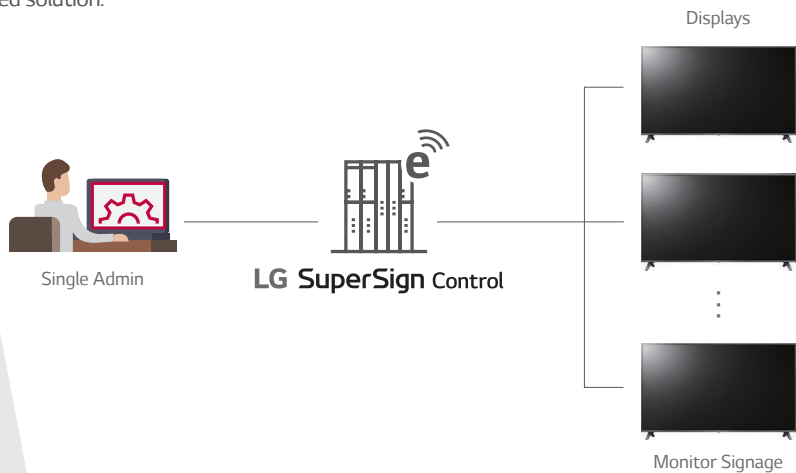 ed solution.
Displays
e
Single Admin
LG SuperSign Control
Monitor Signage